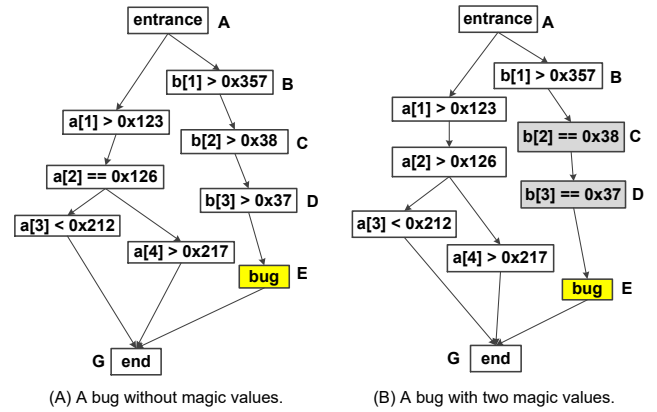 entrance A
b[1] > 0x357 B
a[1] > 0x123
b[2] > 0x38 C
a[2] == 0x126
b[3] > 0x37 D
a[3] < 0x212
a[4] > 0x217
bug E
G end
(A) A bug without magic values.
entrance A
b[1] > 0x357 B
a[1] > 0x123
b[2] == 0x38 C
a[2] > 0x126
b[3] == 0x37 D
a[3] < 0x212
a[4] > 0x217
bug E
G end
(B) A bug with two magic values.